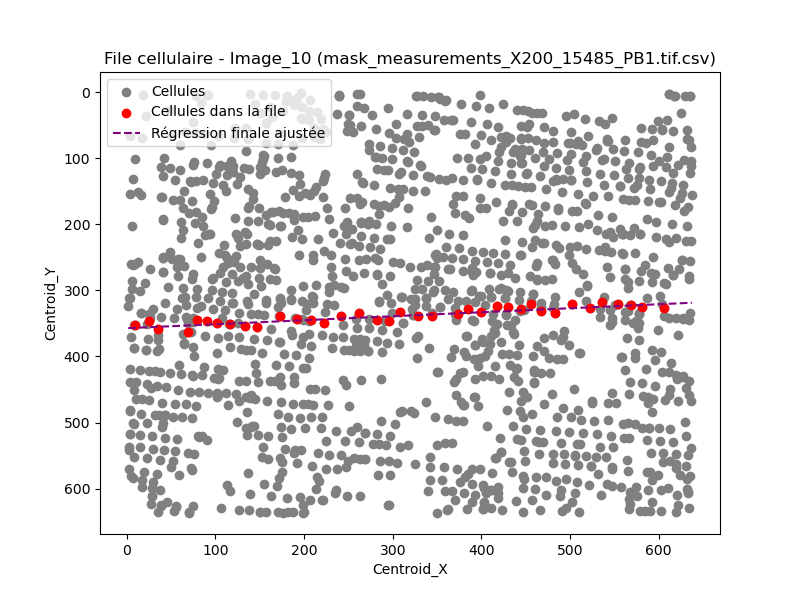 File cellulaire - Image_10 (mask_measurements_X200_15485_PB1.tif.csv)
Cellules
Cellules dans la file
Régression finale ajustée
Centroid_Y
0
100
200
300
400
500
600
0 100 200 300 400 500 600
Centroid_X